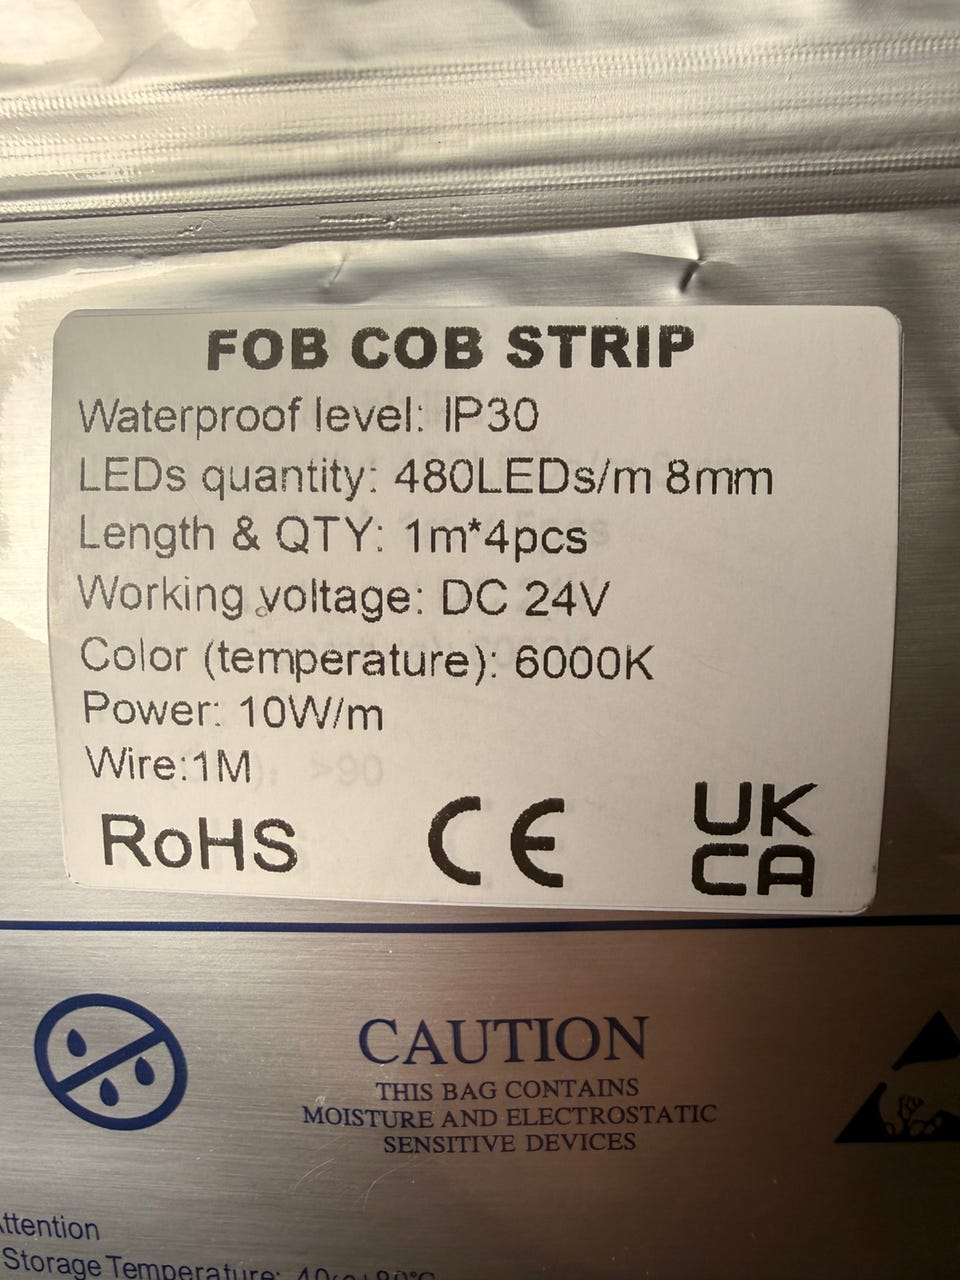 FOB COB STRIP
Waterproof level: IP30
LEDs quantity: 480LEDs/m 8mm
Length & QTY: 1m*4pcs
Working voltage: DC 24V
Color (temperature): 6000K
Power: 10W/m
Wire:1M
>90
RoHS CE UK
CA
CAUTION
THIS BAG CONTAINS
MOISTURE AND ELECTROSTATIC
SENSITIVE DEVICES
Attention
Storage Temperature: